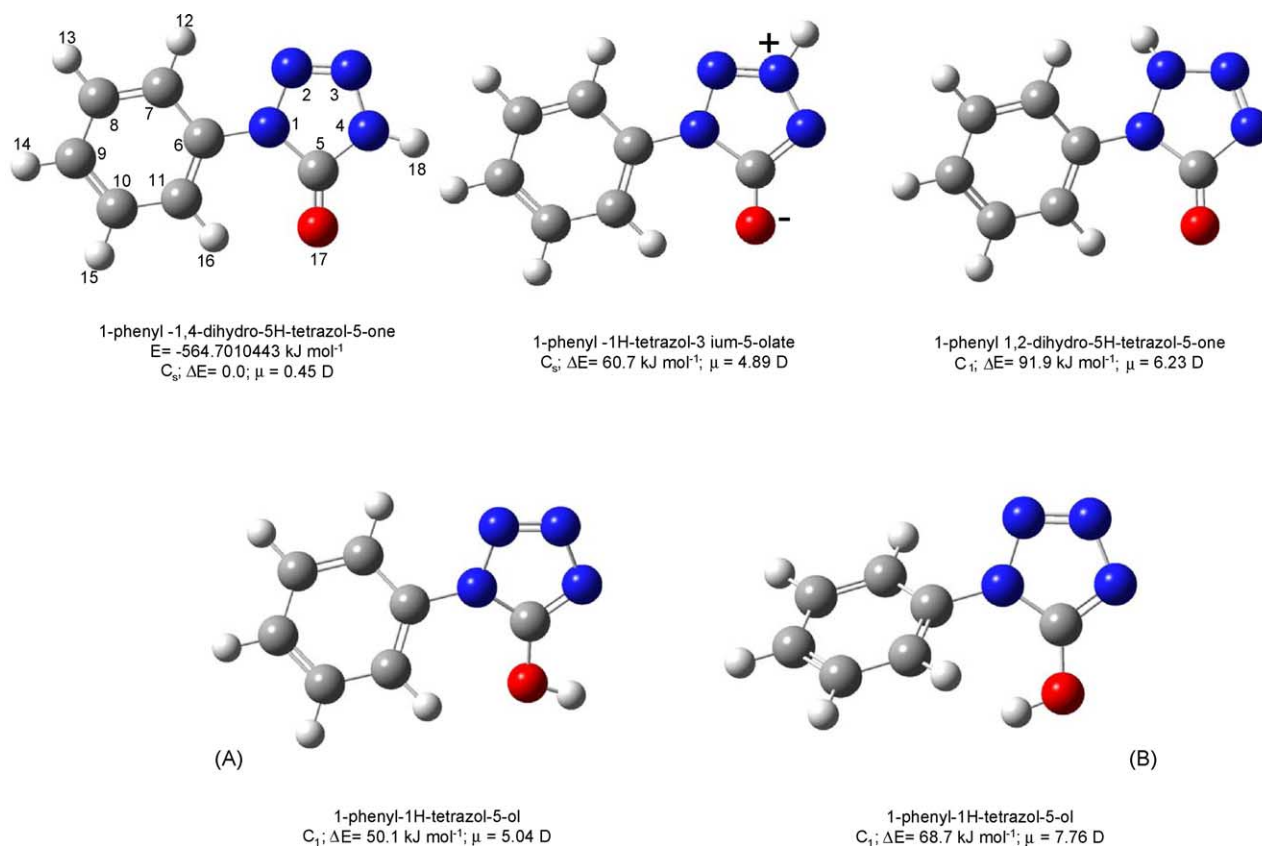 12
13
+
2
3
7
8
1
4
6
5
14
9
18
10
11
-
16
15
17
1-phenyl -1,4-dihydro-5H-tetrazol-5-one
E= -564.7010443 kJ mol⁻¹
Cₛ; ΔE= 0.0; μ = 0.45 D
1-phenyl -1H-tetrazol-3 ium-5-olate
Cₛ; ΔE= 60.7 kJ mol⁻¹; μ = 4.89 D
1-phenyl 1,2-dihydro-5H-tetrazol-5-one
C₁; ΔE= 91.9 kJ mol⁻¹; μ = 6.23 D
(A)
(B)
1-phenyl-1H-tetrazol-5-ol
C₁; ΔE= 50.1 kJ mol⁻¹; μ = 5.04 D
1-phenyl-1H-tetrazol-5-ol
C₁; ΔE= 68.7 kJ mol⁻¹; μ = 7.76 D